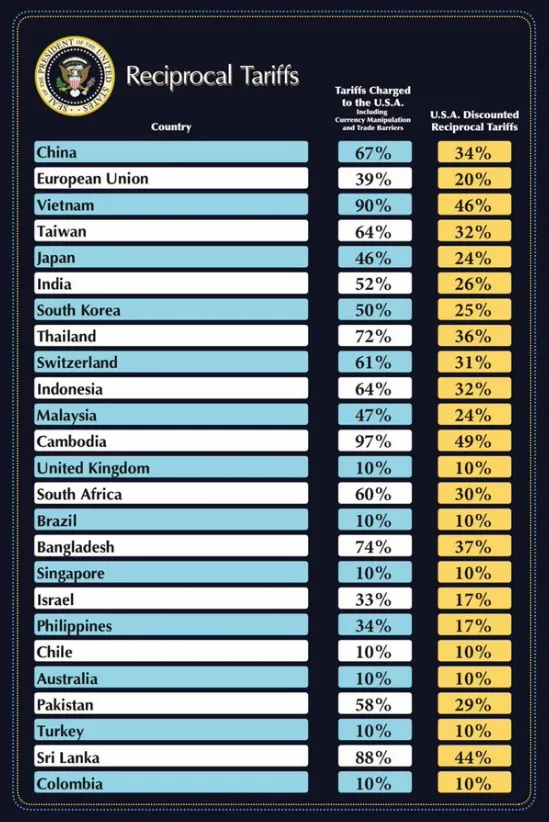 SEAL OF THE PRESIDENT OF THE UNITED STATES
Reciprocal Tariffs
Country
Tariffs Charged
to the U.S.A.
Including
Currency Manipulation
and Trade Barriers
U.S.A. Discounted
Reciprocal Tariffs
China 67% 34%
European Union 39% 20%
Vietnam 90% 46%
Taiwan 64% 32%
Japan 46% 24%
India 52% 26%
South Korea 50% 25%
Thailand 72% 36%
Switzerland 61% 31%
Indonesia 64% 32%
Malaysia 47% 24%
Cambodia 97% 49%
United Kingdom 10% 10%
South Africa 60% 30%
Brazil 10% 10%
Bangladesh 74% 37%
Singapore 10% 10%
Israel 33% 17%
Philippines 34% 17%
Chile 10% 10%
Australia 10% 10%
Pakistan 58% 29%
Turkey 10% 10%
Sri Lanka 88% 44%
Colombia 10% 10%